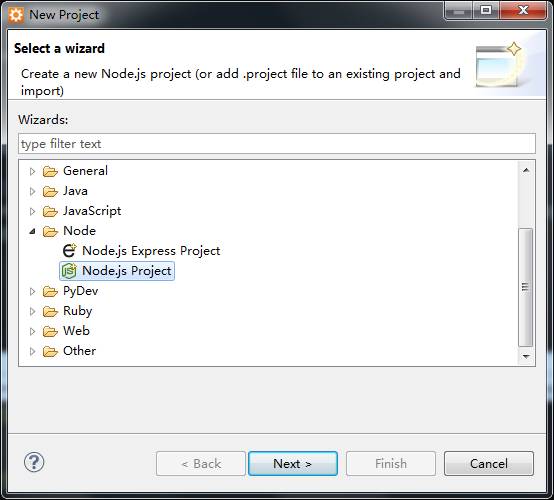 New Project
Select a wizard
Create a new Node.js project (or add .project file to an existing project and
import)
Wizards:
type filter text
General
Java
JavaScript
Node
Node.js Express Project
Node.js Project
PyDev
Ruby
Web
Other
< Back
Next >
Finish
Cancel